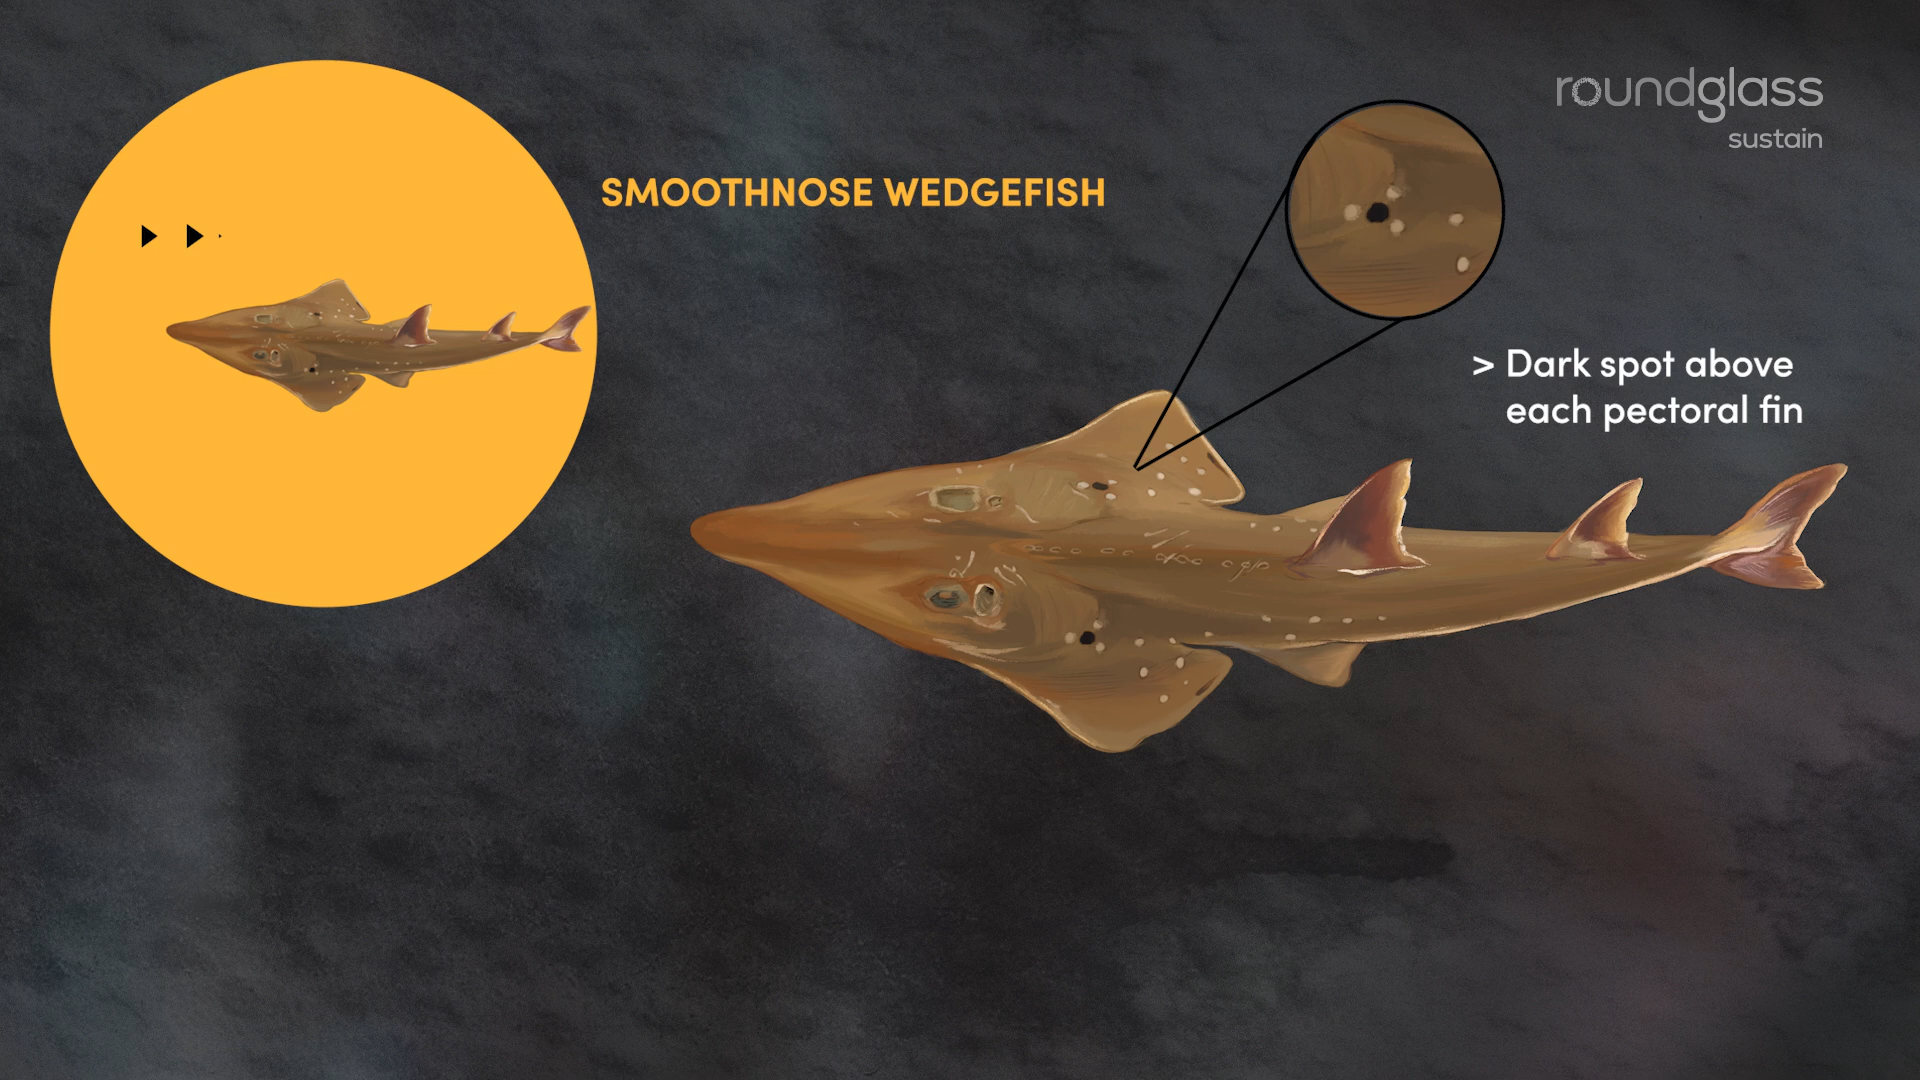 roundglass
sustain
SMOOTHNOSE WEDGEFISH
> Dark spot above
each pectoral fin